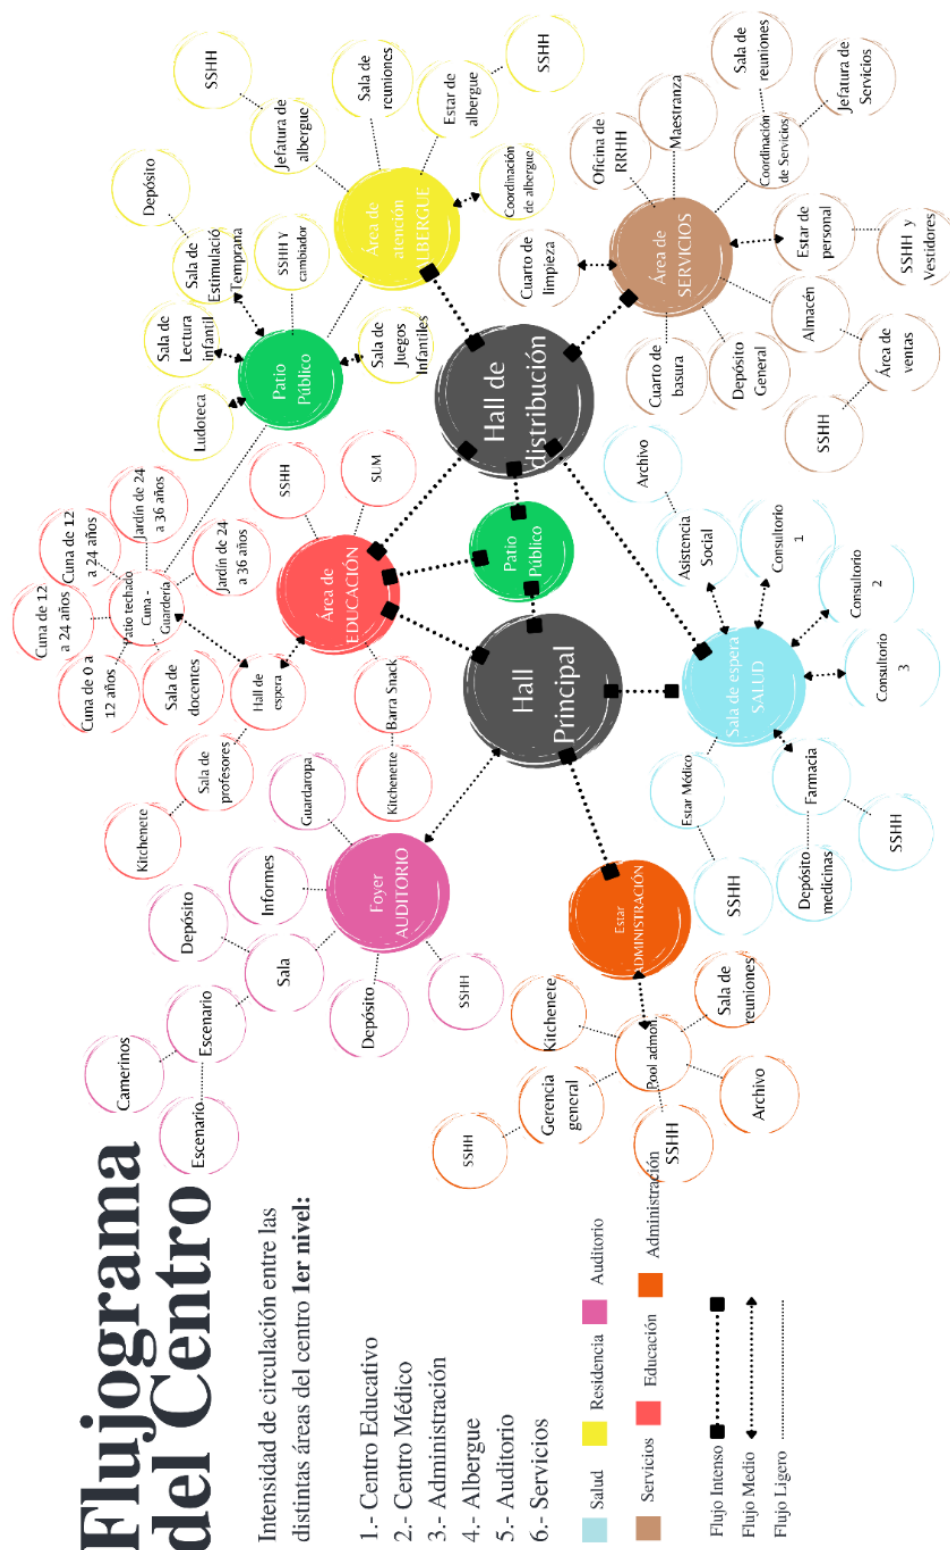 Flujograma
del Centro
Intensidad de circulación entre las
distintas áreas del centro 1er nivel:
1.- Centro Educativo
2.- Centro Médico
3.- Administración
4.- Albergue
5.- Auditorio
6.- Servicios
Salud
Residencia
Auditorio
Servicios
Educación
Administración
Flujo Intenso
Flujo Medio
Flujo Ligero
Camerinos
Escenario
Escenario
Depósito
Sala
Informes
Guardaropa
Foyer
AUDITORIO
Depósito
SSHH
Kitchenete
Sala de
profesores
Hall de
espera
Sala de
docentes
Cuna de 0 a
12 años
Cuna de 12
a 24 años
Cuna de 12
a 24 años
Jardín de 24
a 36 años
Jardín de 24
a 36 años
Patio techado
Cuna -
Guardería
Kitchenette
Barra Snack
Área de
EDUCACIÓN
SSHH
SUM
Ludoteca
Sala de
Lectura
infantil
Sala de
Estimulació
Temprana
Depósito
SSHH Y
cambiador
Patio
Público
Sala de
Juegos
Infantiles
SSHH
Jefatura de
albergue
Sala de
reuniones
Estar de
albergue
SSHH
Área de
atención
ALBERGUE
Coordinación
de albergue
Hall
Principal
Patio
Público
Hall de
distribución
SSHH
Gerencia
general
Kitchenete
Pool admon.
SSHH
Archivo
Sala de
reuniones
Estar
ADMINISTRACIÓN
SSHH
Estar Médico
Depósito
medicinas
Farmacia
SSHH
Sala de espera
SALUD
Consultorio
3
Consultorio
2
Consultorio
1
Asistencia
Social
Archivo
Cuarto de
limpieza
Oficina de
RRHH
Maestranza
Sala de
reuniones
Coordinación
de Servicios
Jefatura de
Servicios
Área de
SERVICIOS
Estar de
personal
SSHH y
Vestidores
Cuarto de
basura
Depósito
General
Almacén
Área de
ventas
SSHH